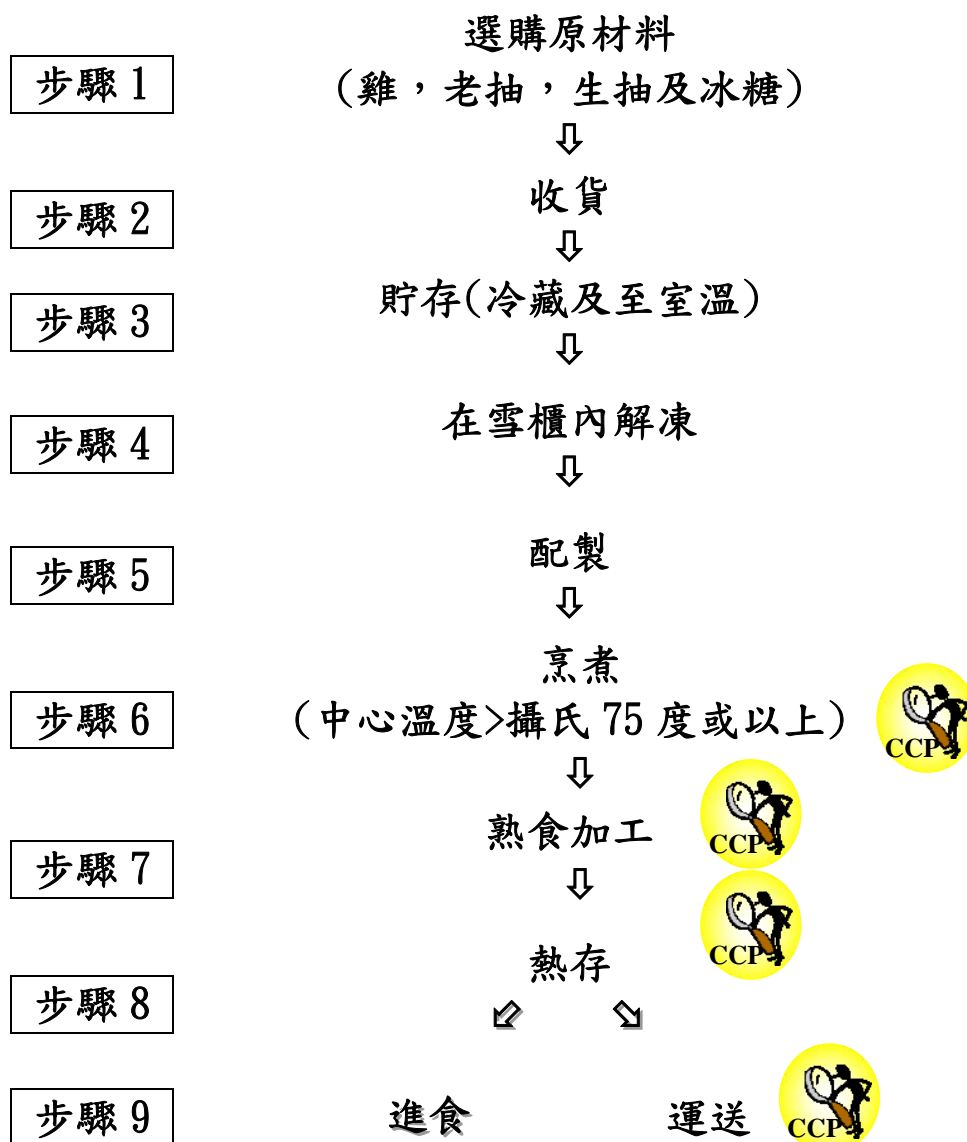 選購原材料
步驟 1
(雞，老抽，生抽及冰糖)
⇩
步驟 2
收貨
⇩
步驟 3
貯存(冷藏及至室溫)
⇩
步驟 4
在雪櫃內解凍
⇩
步驟 5
配製
⇩
烹煮
步驟 6
(中心溫度>攝氏 75 度或以上)
CCP
⇩
熟食加工
CCP
步驟 7
⇩
CCP
熱存
步驟 8
步驟 9
進食
運送
CCP